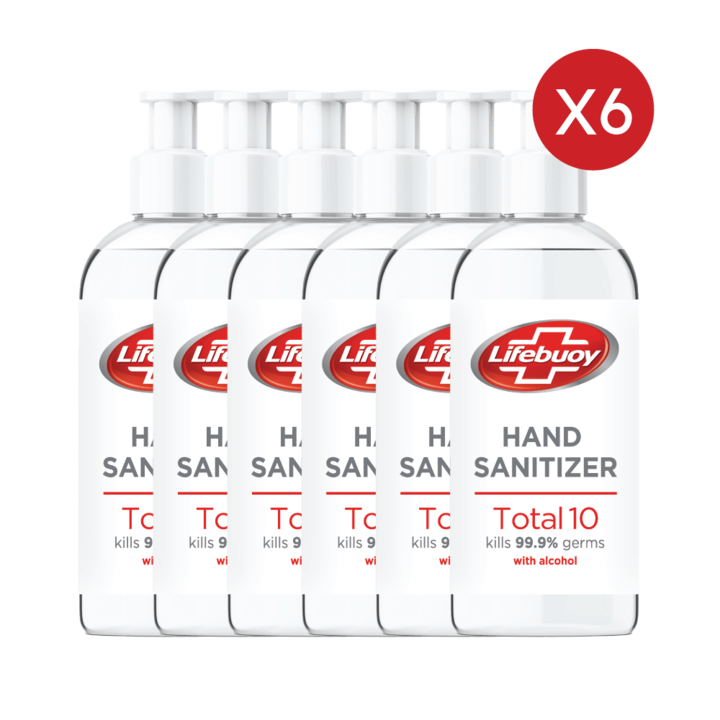 X6
Lifebuoy
HAND
SANITIZER
Total 10
kills 99.9% germs
with alcohol